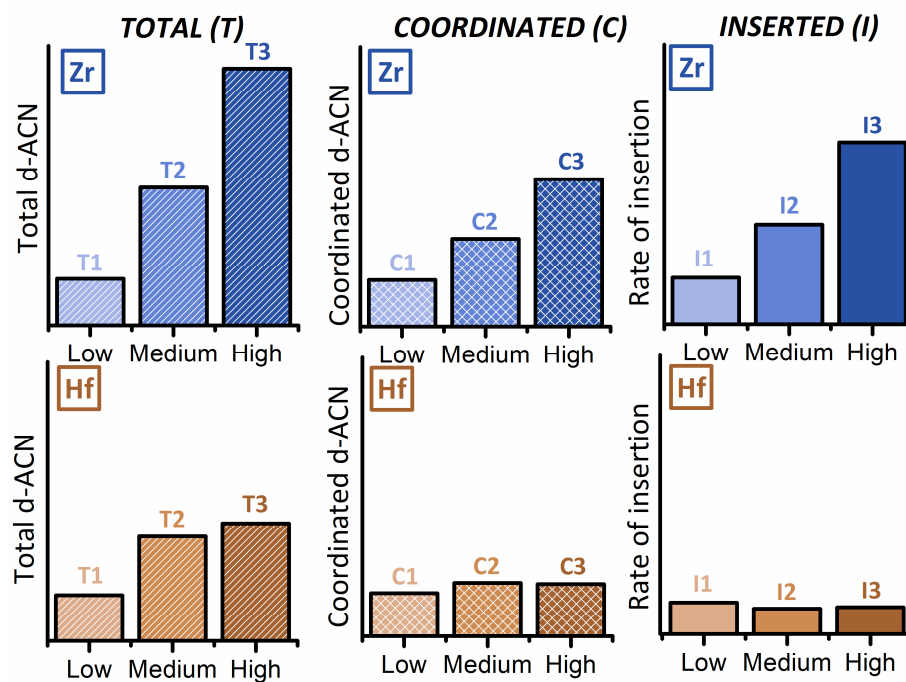 TOTAL (T)
COORDINATED (C)
INSERTED (I)
Total d-ACN
Zr
T1
T2
T3
Low Medium High
Coordinated d-ACN
Zr
C1
C2
C3
Low Medium High
Rate of insertion
Zr
I1
I2
I3
Low Medium High
Total d-ACN
Hf
T1
T2
T3
Low Medium High
Coordinated d-ACN
Hf
C1
C2
C3
Low Medium High
Rate of insertion
Hf
I1
I2
I3
Low Medium High